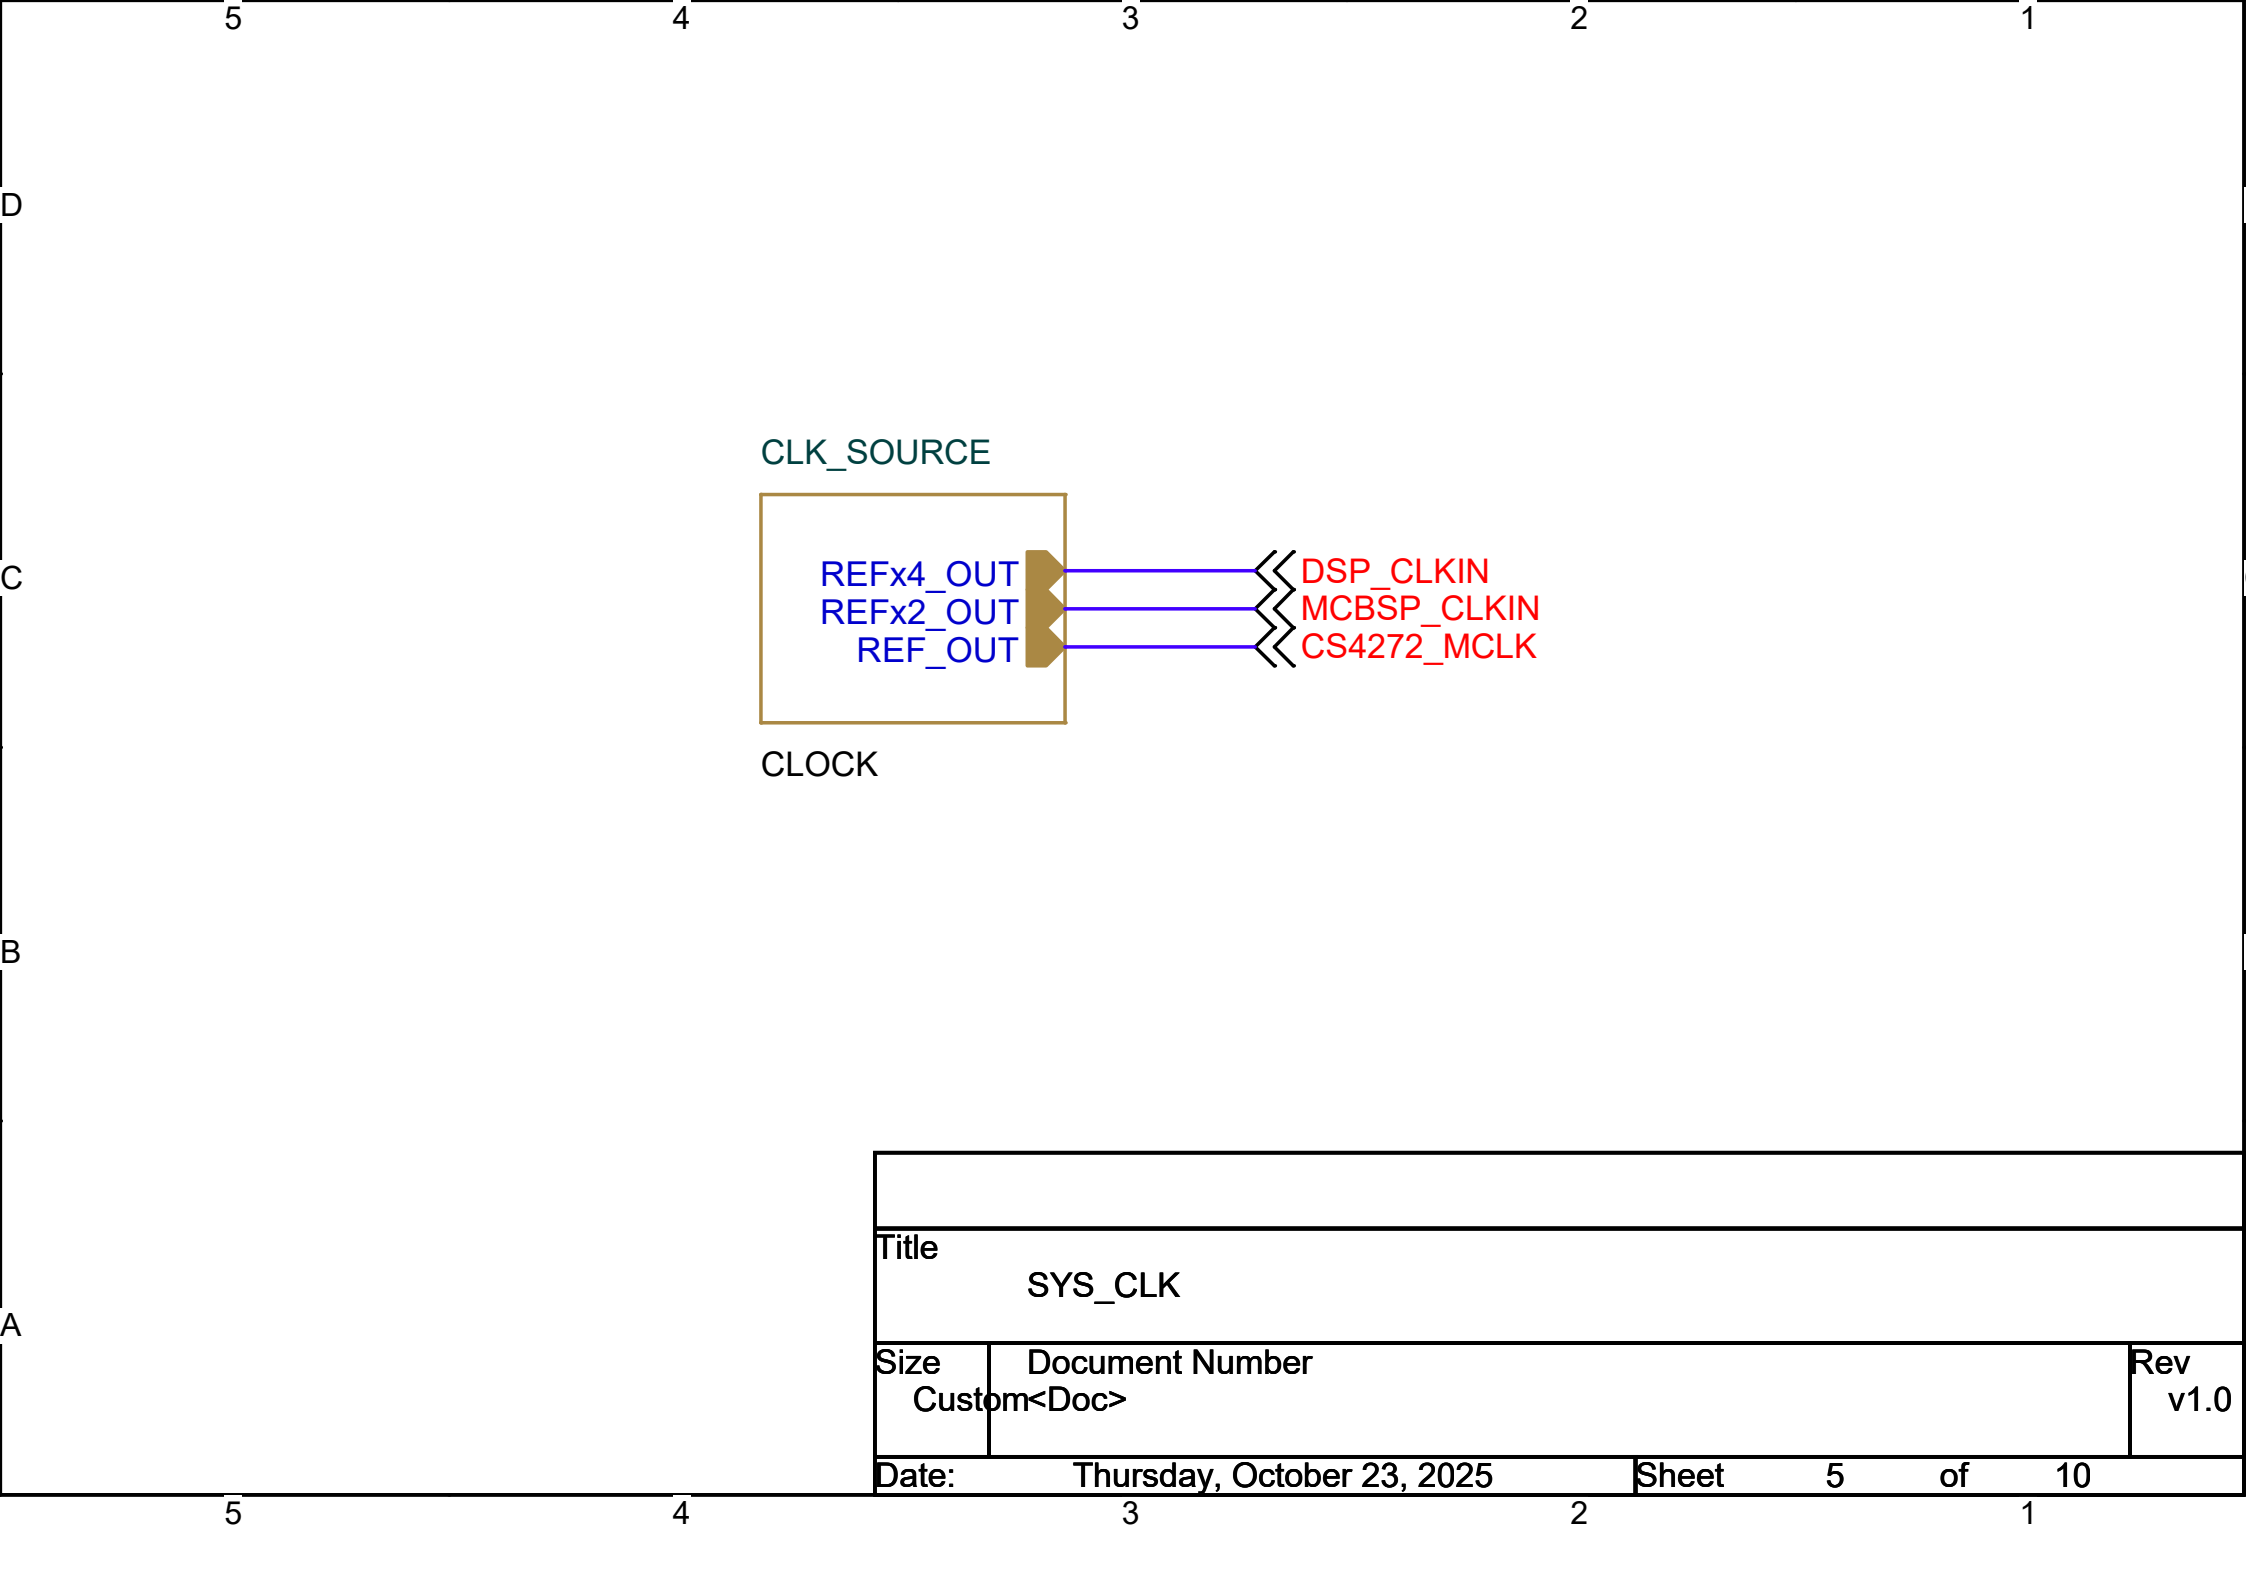 5 4 3 2 1
D
CLK_SOURCE
REFx4_OUT DSP_CLKIN
C
REFx2_OUT MCBSP_CLKIN
REF_OUT CS4272_MCLK
CLOCK
B
Title
SYS_CLK
A
Size Document Number Rev
Custom <Doc> v1.0
Date: Thursday, October 23, 2025 Sheet 5 of 10
5 4 3 2 1